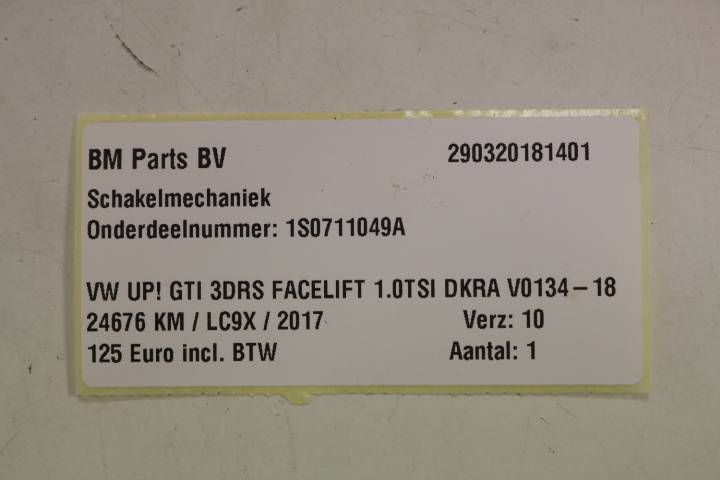 BM Parts BV 290320181401
Schakelmechaniek
Onderdeelnummer: 1S0711049A
VW UP! GTI 3DRS FACELIFT 1.0TSI DKRA V0134-18
24676 KM / LC9X / 2017 Verz: 10
125 Euro incl. BTW Aantal: 1